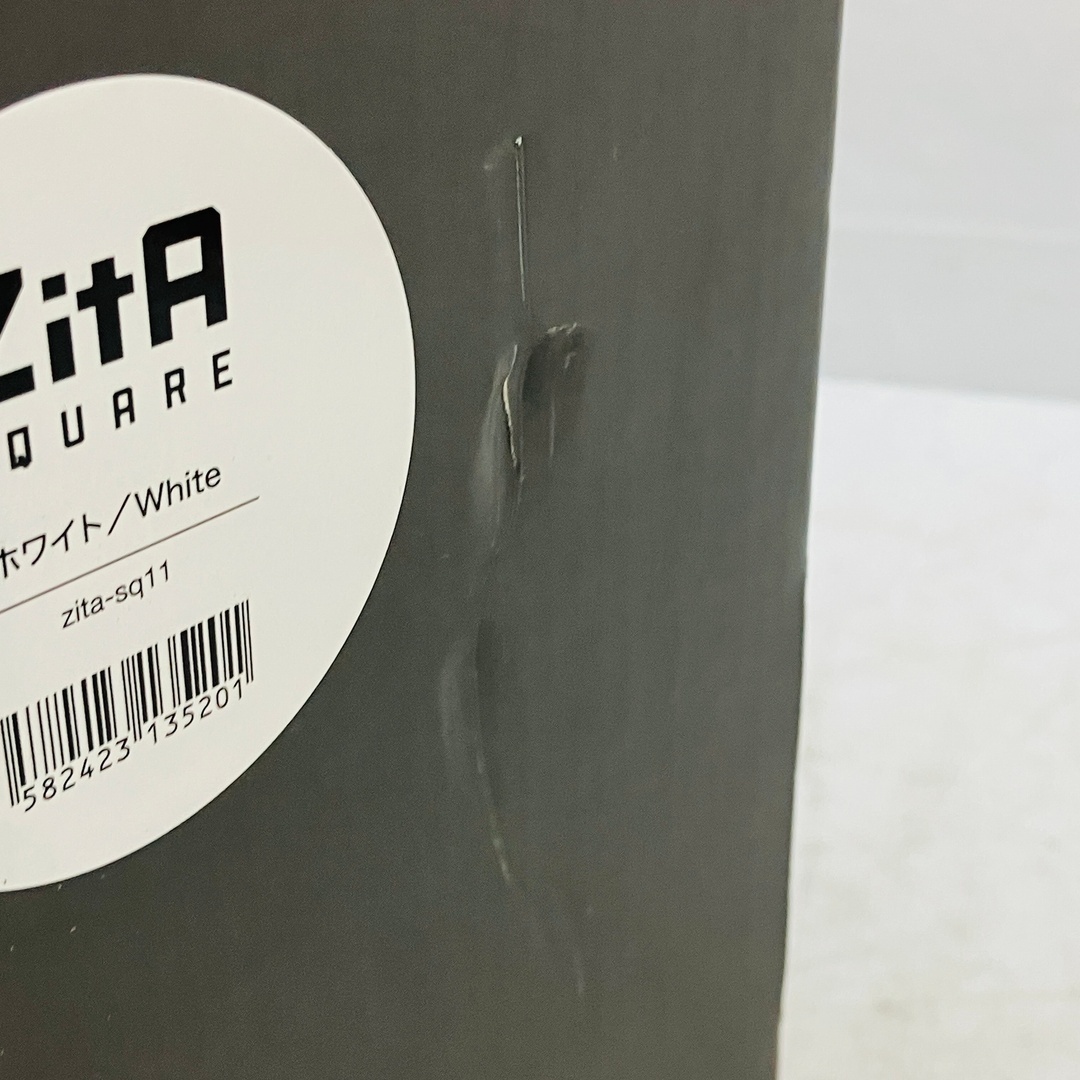 ZitA
QUARE
ホワイト／White
zita-sq11
582423 135201